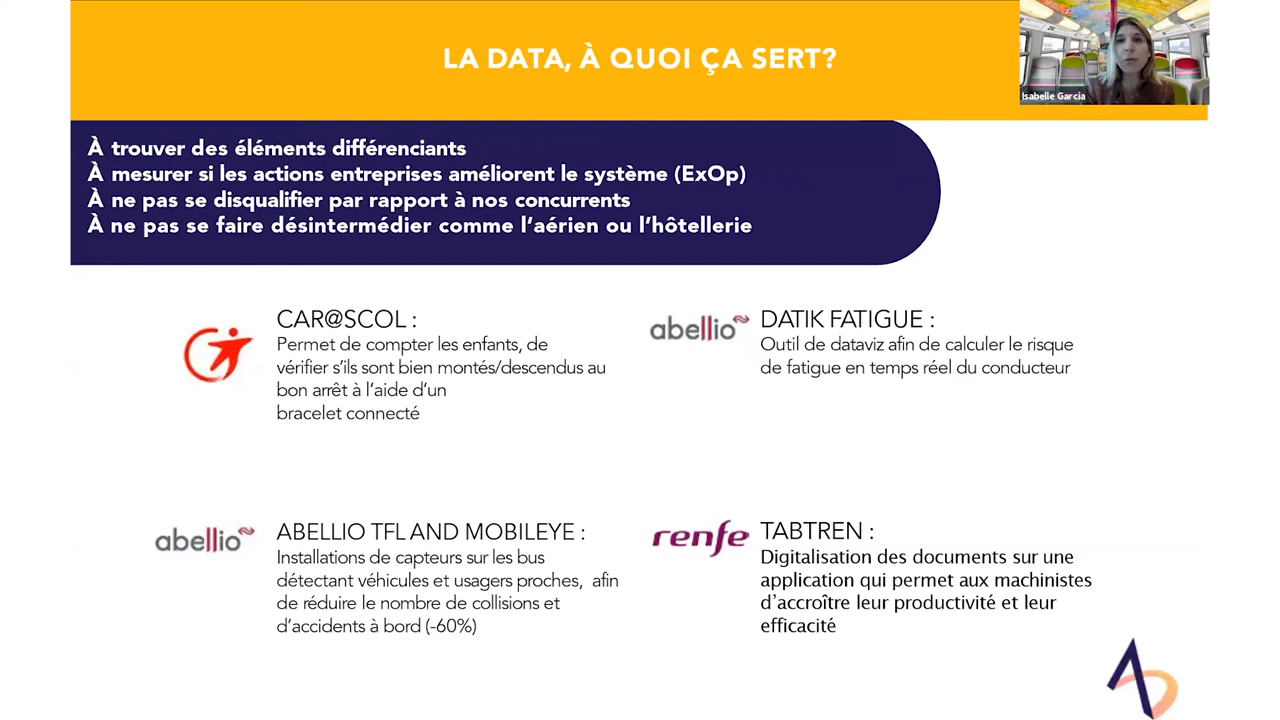 LA DATA, À QUOI ÇA SERT?
Isabelle Garcia
À trouver des éléments différenciants
À mesurer si les actions entreprises améliorent le système (ExOp)
À ne pas se disqualifier par rapport à nos concurrents
À ne pas se faire désintermédier comme l’aérien ou l’hôtellerie
CAR@SCOL :
Permet de compter les enfants, de
vérifier s’ils sont bien montés/descendus au
bon arrêt à l’aide d’un
bracelet connecté
abellio
DATIK FATIGUE :
Outil de dataviz afin de calculer le risque
de fatigue en temps réel du conducteur
abellio
ABELLIO TFL AND MOBILEYE :
Installations de capteurs sur les bus
détectant véhicules et usagers proches, afin
de réduire le nombre de collisions et
d’accidents à bord (-60%)
renfe
TABTREN :
Digitalisation des documents sur une
application qui permet aux machinistes
d’accroître leur productivité et leur
efficacité